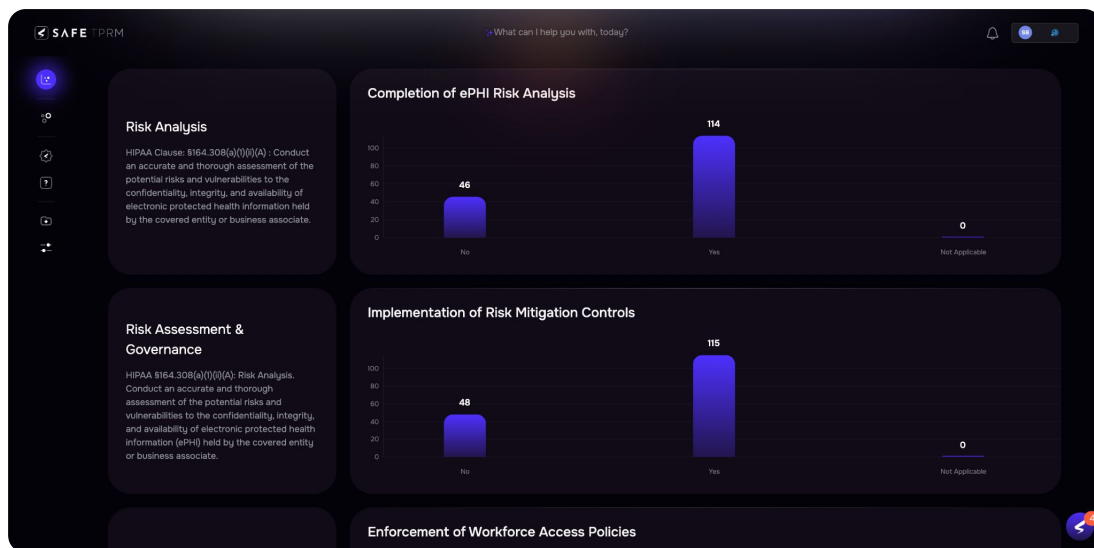 SAFE TPRM
What can I help you with, today?
SB
Risk Analysis
HIPAA Clause: §164.308(a)(1)(ii)(A) : Conduct
an accurate and thorough assessment of the
potential risks and vulnerabilities to the
confidentiality, integrity, and availability of
electronic protected health information held
by the covered entity or business associate.
Completion of ePHI Risk Analysis
100
80
60
40
20
0
46
114
0
No
Yes
Not Applicable
Risk Assessment &
Governance
HIPAA §164.308(a)(1)(ii)(A): Risk Analysis.
Conduct an accurate and thorough
assessment of the potential risks and
vulnerabilities to the confidentiality, integrity,
and availability of electronic protected health
information (ePHI) held by the covered entity
or business associate.
Implementation of Risk Mitigation Controls
100
80
60
40
20
0
48
115
0
No
Yes
Not Applicable
Enforcement of Workforce Access Policies
4